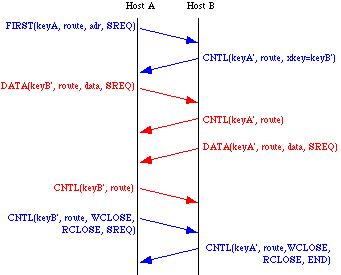 Host A Host B
FIRST(keyA, route, adr, SREQ)
CNTL(keyA', route, xkey=keyB')
DATA(keyB', route, data, SREQ)
CNTL(keyA', route)
DATA(keyA', route, data, SREQ)
CNTL(keyB', route)
CNTL(keyB', route, WCLOSE,
RCLOSE, SREQ)
CNTL(keyA', route,WCLOSE,
RCLOSE, END)